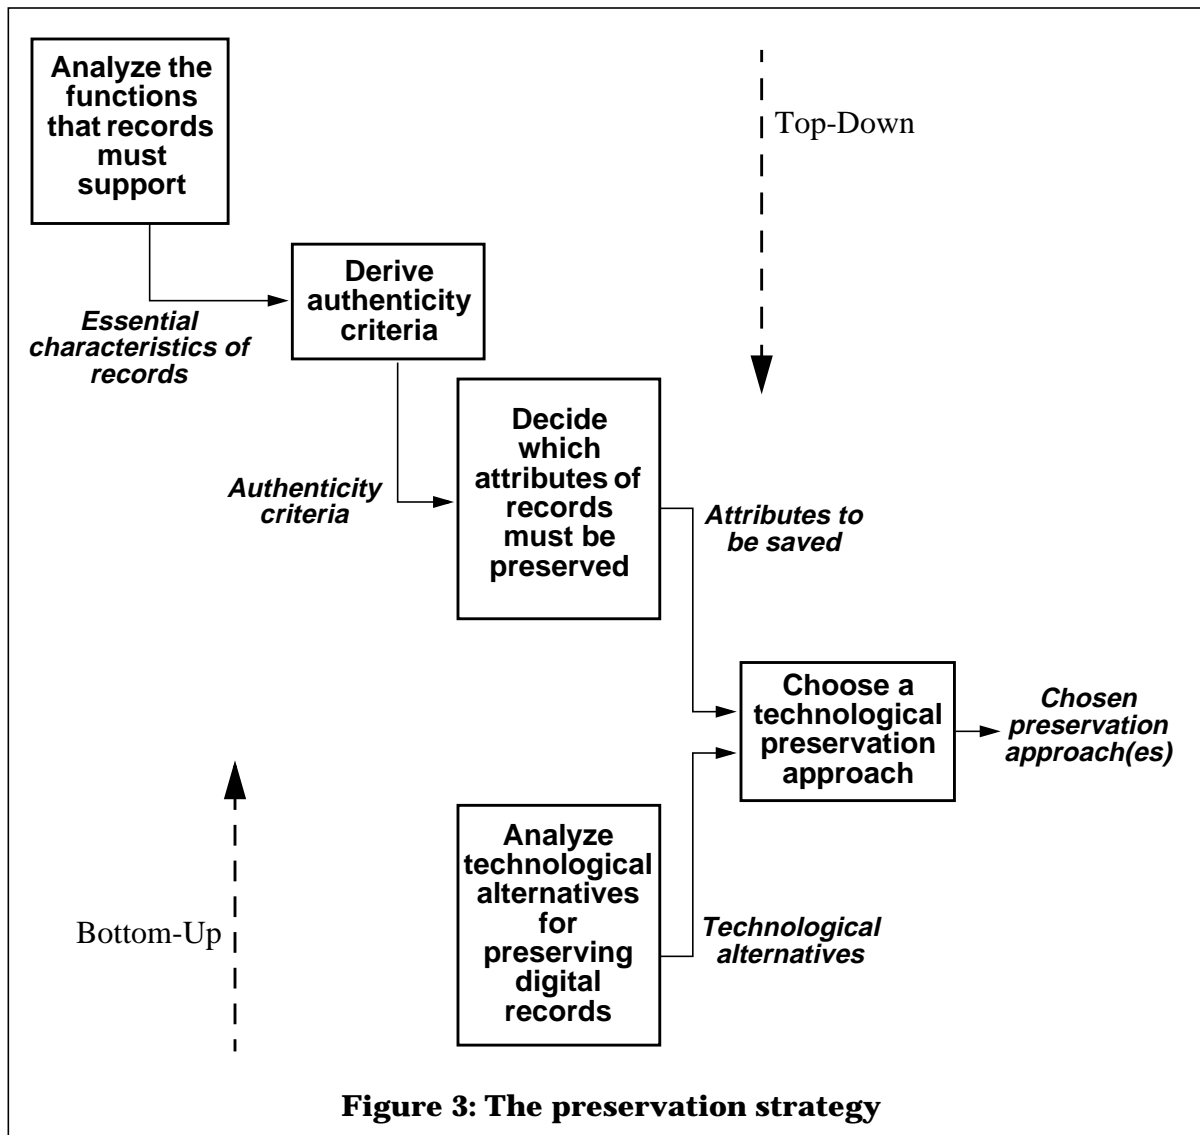 Analyze the
functions
that records
must
support
Top-Down
Derive
authenticity
criteria
Essential
characteristics of
records
Decide
which
attributes of
records
must be
preserved
Authenticity
criteria
Attributes to
be saved
Choose a
technological
preservation
approach
Chosen
preservation
approach(es)
Analyze
technological
alternatives
for
preserving
digital
records
Bottom-Up
Technological
alternatives
Figure 3: The preservation strategy